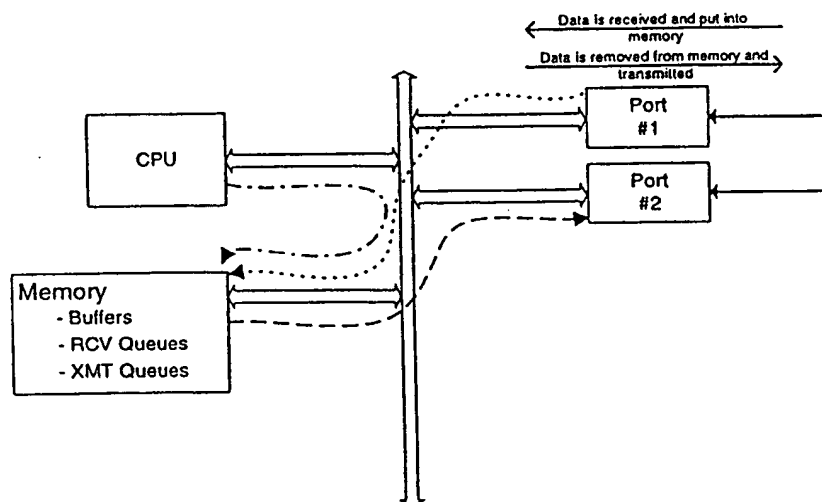 Data is received and put into
memory
Data is removed from memory and
transmitted
Port
#1
CPU
Port
#2
Memory
- Buffers
- RCV Queues
- XMT Queues